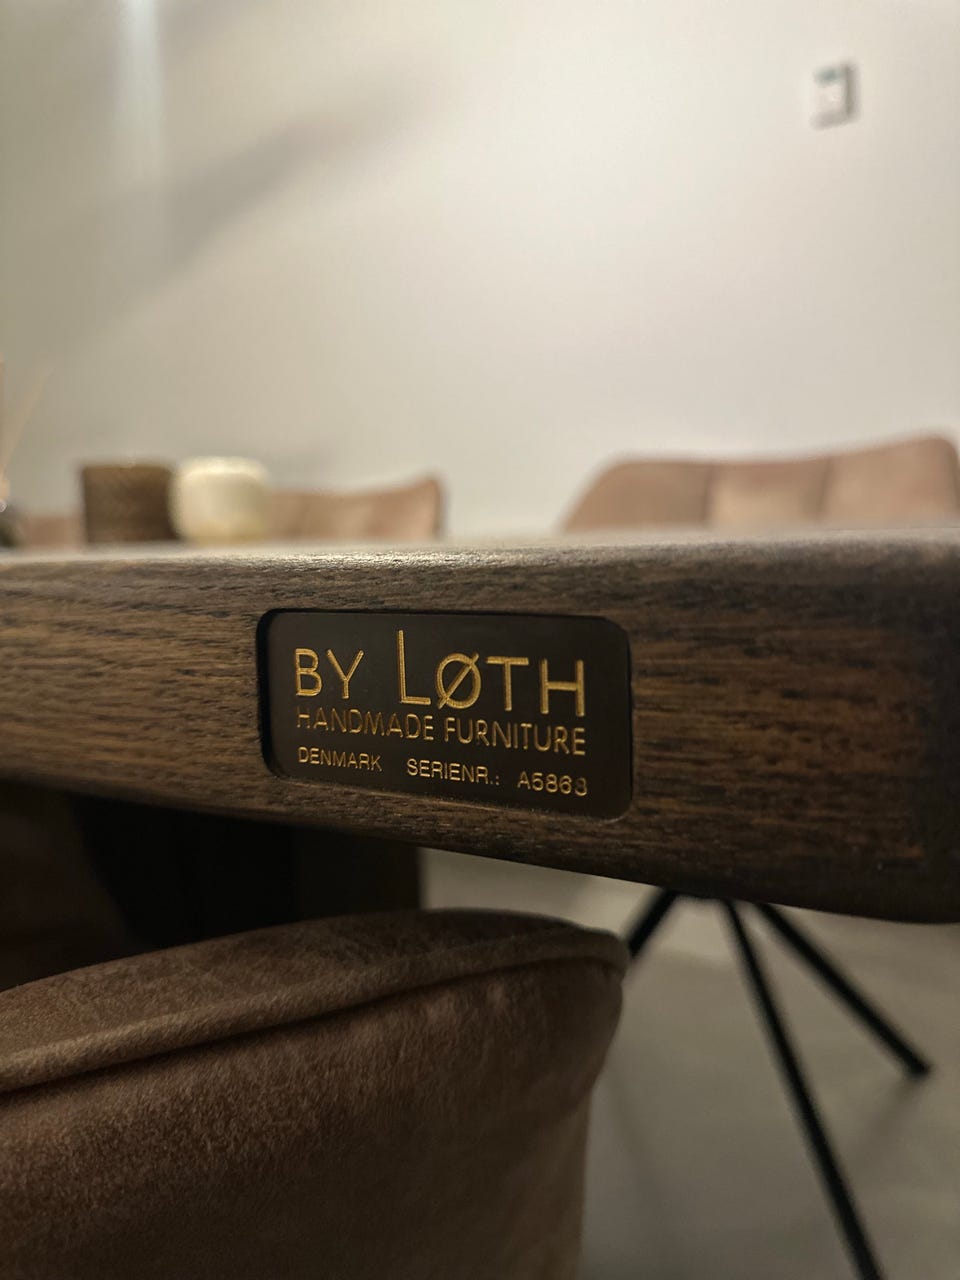 BY LØTH
HANDMADE FURNITURE
DENMARK SERIENR.: A5863